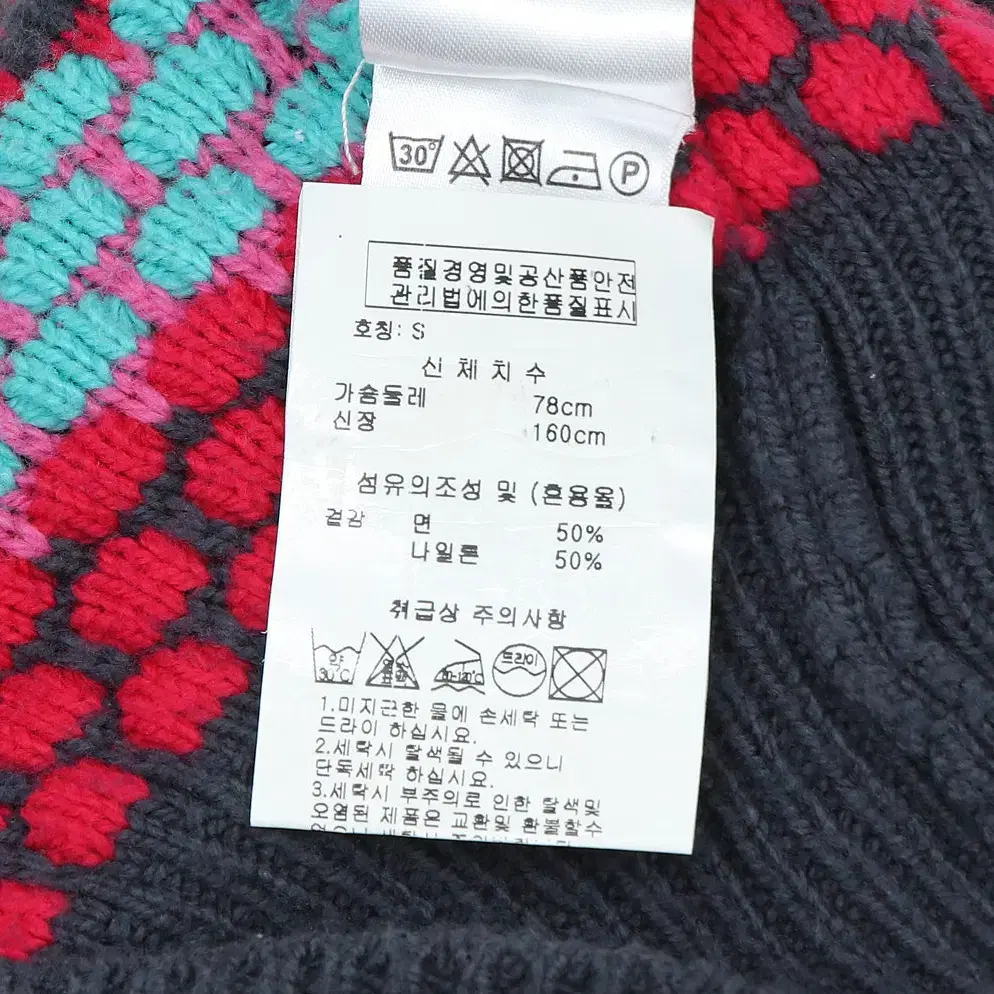 30°
P
품질경영및공산품안전
관리법에의한품질표시
호칭: S
신체치수
가슴둘레 78cm
신장 160cm
섬유의조성 및 (혼용율)
겉감 면 50%
나일론 50%
취급상 주의사항
약 30°C 80-120°C 드라이
1.미지근한 물에 손세탁 또는
드라이 하십시요.
2.세탁시 탈색될 수 있으니
단독세탁 하십시요.
3.세탁시 부주의로 인한 탈색및
오염된 제품은 교환및 환불할수